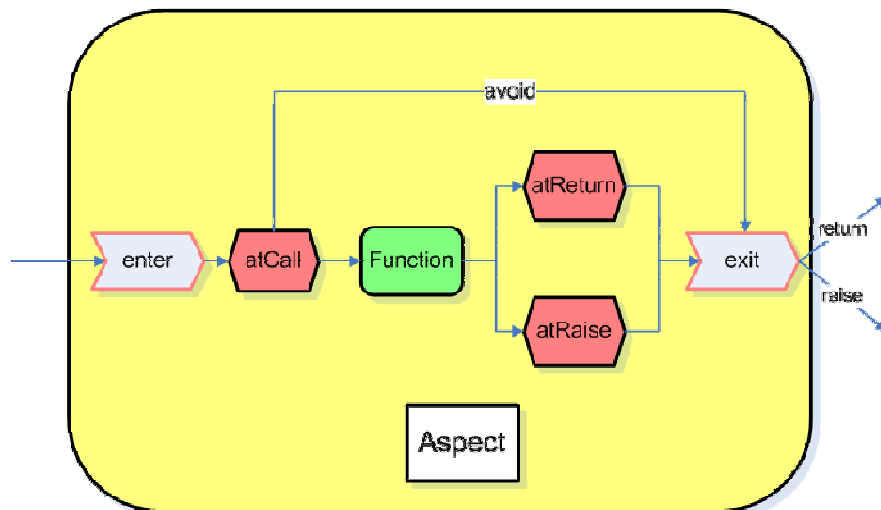 avoid
atReturn
return
enter
atCall
Function
exit
raise
atRaise
Aspect